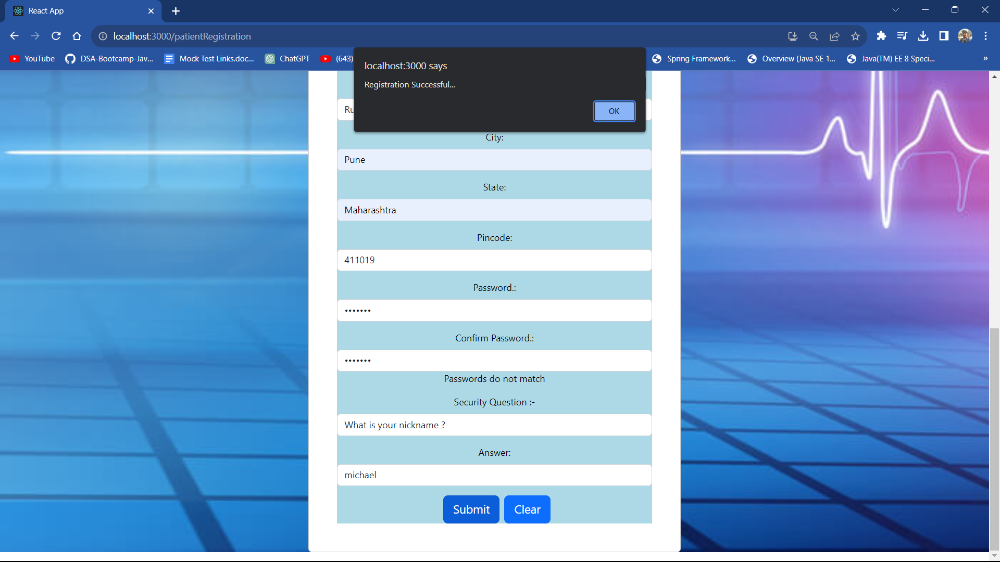 React App
localhost:3000/patientRegistration
YouTube
DSA-Bootcamp-Jav...
Mock Test Links.doc...
ChatGPT
(643)
Spring Framework...
Overview (Java SE 1...
Java(TM) EE 8 Speci...
»
localhost:3000 says
Registration Successful...
OK
Ru
City:
Pune
State:
Maharashtra
Pincode:
411019
Password.:
•••••••
Confirm Password.:
•••••••
Passwords do not match
Security Question :-
What is your nickname ?
Answer:
michael
Submit
Clear